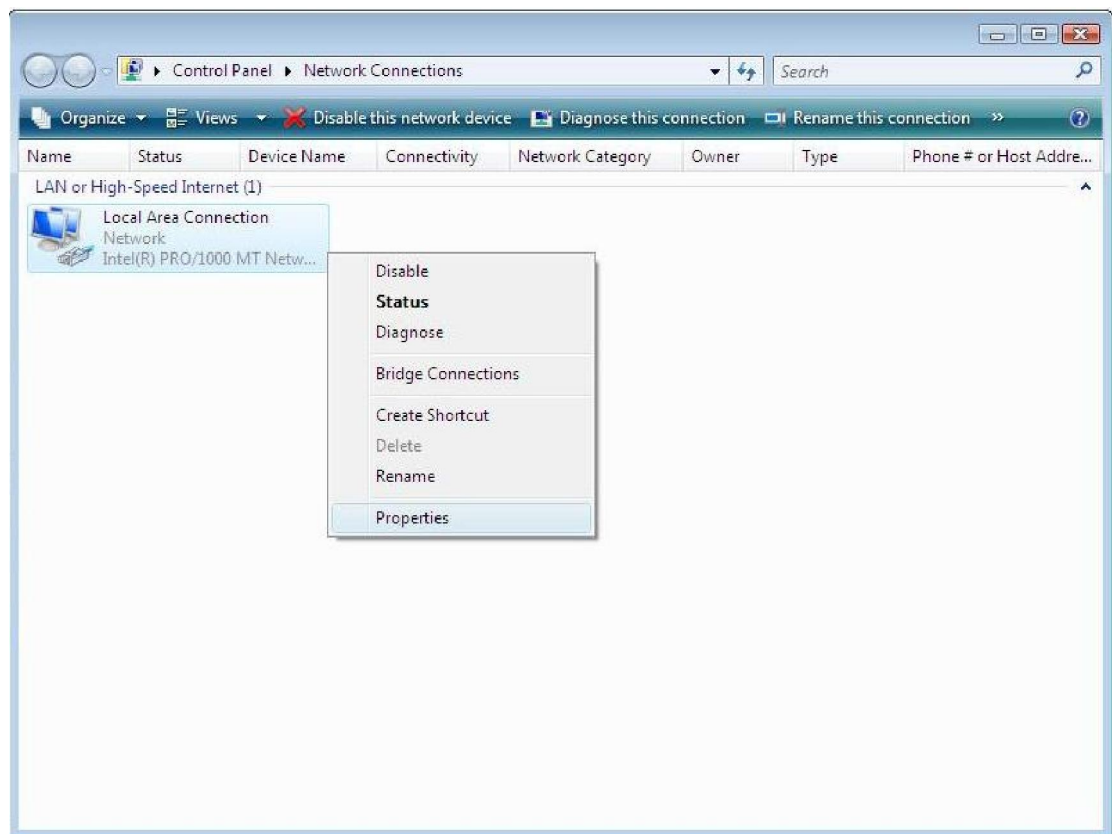 Control Panel Network Connections Search
Organize Views Disable this network device Diagnose this connection Rename this connection »
Name Status Device Name Connectivity Network Category Owner Type Phone # or Host Addre...
LAN or High-Speed Internet (1)
Local Area Connection
Network
Intel(R) PRO/1000 MT Netw...
Disable
Status
Diagnose
Bridge Connections
Create Shortcut
Delete
Rename
Properties